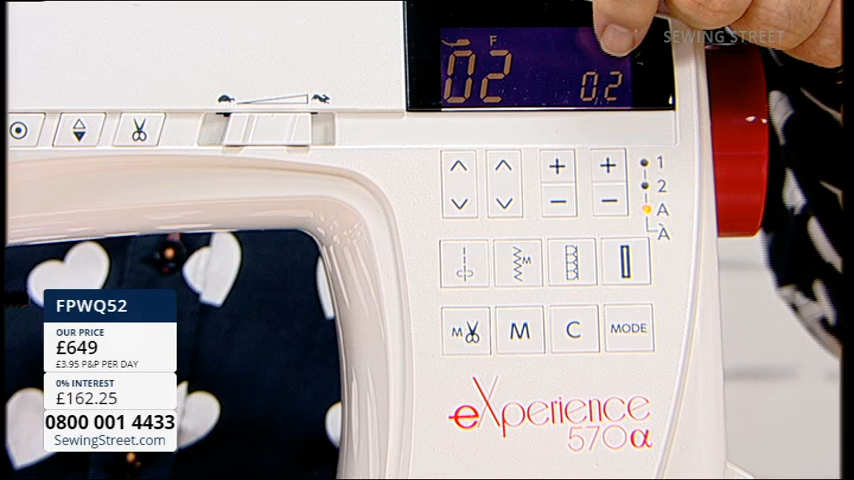 SEWING STREET
F
02
0.2
1
2
A
À
M
M
M
C
MODE
eXperience
570α
FPWQ52
OUR PRICE
£649
£3.95 P&P PER DAY
0% INTEREST
£162.25
0800 001 4433
SewingStreet.com